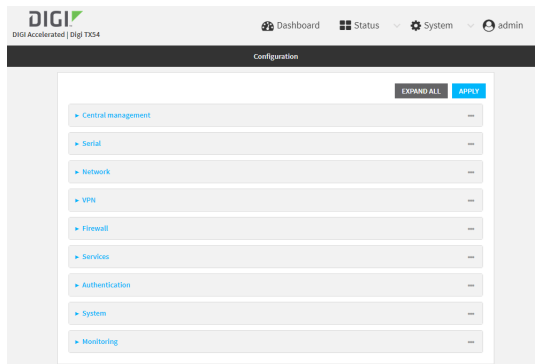 DIGI
DIGI Accelerated | Digi TX54
Dashboard
Status
System
admin
Configuration
EXPAND ALL
APPLY
Central management
Serial
Network
VPN
Firewall
Services
Authentication
System
Monitoring